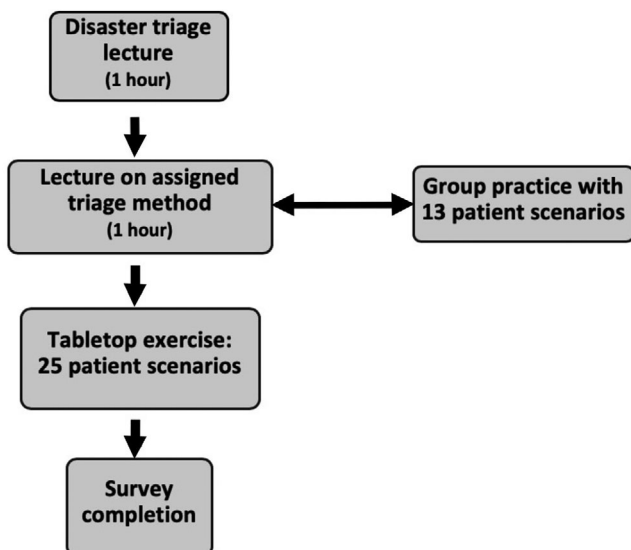 Disaster triage
lecture
(1 hour)
Lecture on assigned
triage method
(1 hour)
Group practice with
13 patient scenarios
Tabletop exercise:
25 patient scenarios
Survey
completion